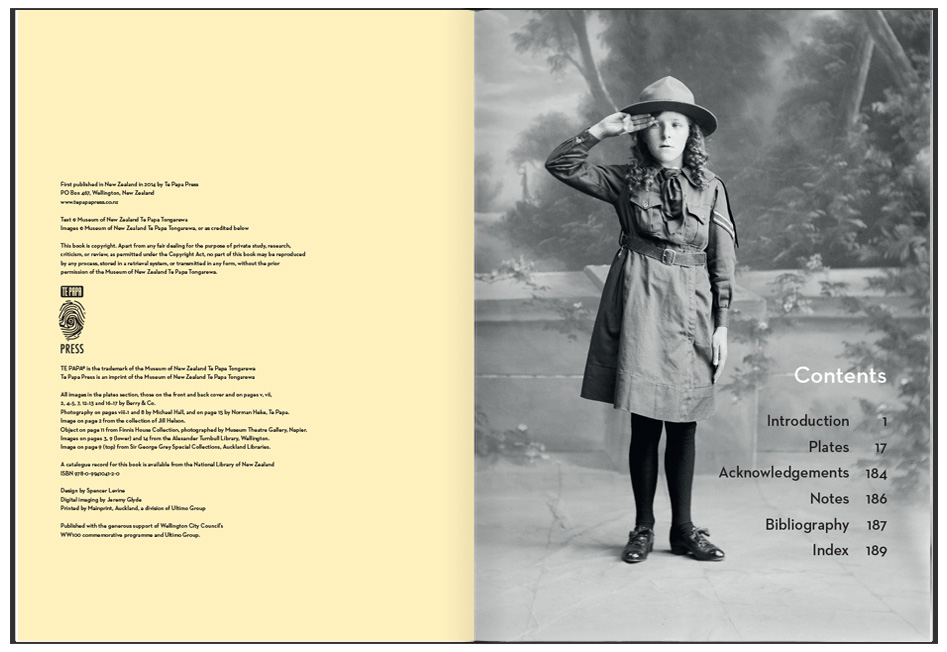 First published in New Zealand in 2014 by Te Papa Press
PO Box 467, Wellington, New Zealand
www.tepapapress.co.nz
Text © Museum of New Zealand Te Papa Tongarewa
Images © Museum of New Zealand Te Papa Tongarewa, or as credited below
This book is copyright. Apart from any fair dealing for the purpose of private study, research,
criticism, or review, as permitted under the Copyright Act, no part of this book may be reproduced
by any process, stored in a retrieval system, or transmitted in any form, without the prior
permission of the Museum of New Zealand Te Papa Tongarewa.
TE PAPA
PRESS
TE PAPA® is the trademark of the Museum of New Zealand Te Papa Tongarewa
Te Papa Press is an imprint of the Museum of New Zealand Te Papa Tongarewa
All images in the plates section, those on the front and back cover and on pages v, vii,
2, 4-5, 7, 12-13 and 16-17 by Berry & Co.
Photography on pages viii-1 and 8 by Michael Hall, and on page 15 by Norman Heke, Te Papa.
Image on page 2 from the collection of Jill Helson.
Object on page 11 from Finnis House Collection, photographed by Museum Theatre Gallery, Napier.
Images on pages 3, 9 (lower) and 14 from the Alexander Turnbull Library, Wellington.
Image on page 9 (top) from Sir George Grey Special Collections, Auckland Libraries.
A catalogue record for this book is available from the National Library of New Zealand
ISBN 978-0-9941041-2-0
Design by Spencer Levine
Digital imaging by Jeremy Glyde
Printed by Mainprint, Auckland, a division of Ultimo Group
Published with the generous support of Wellington City Council's
WW100 commemorative programme and Ultimo Group.
Contents
Introduction 1
Plates 17
Acknowledgements 184
Notes 186
Bibliography 187
Index 189